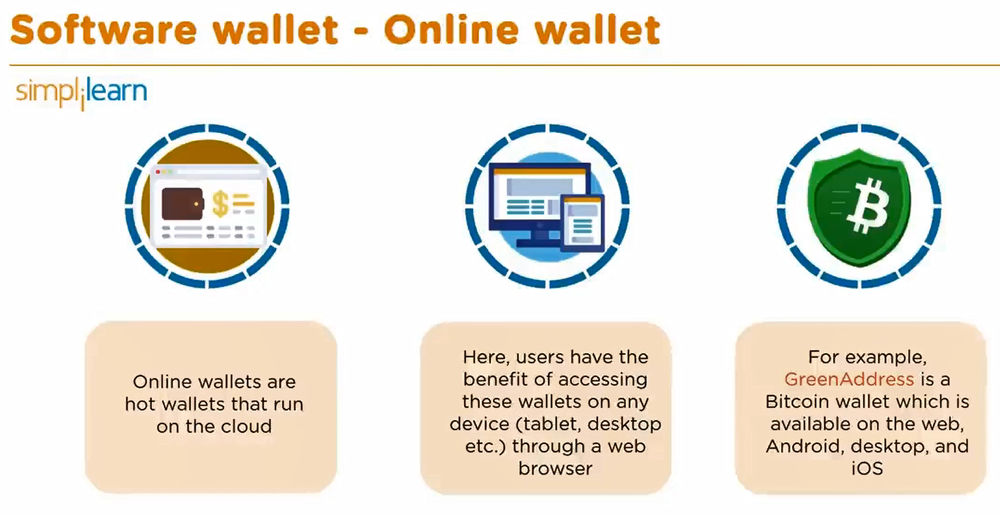 Software wallet - Online wallet
simplilearn
Online wallets are
hot wallets that run
on the cloud
Here, users have the
benefit of accessing
these wallets on any
device (tablet, desktop
etc.) through a web
browser
For example,
GreenAddress is a
Bitcoin wallet which is
available on the web,
Android, desktop, and
iOS